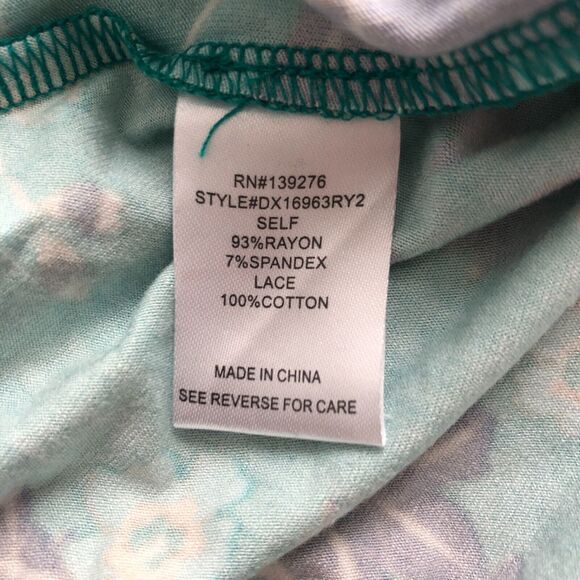 RN#139276
STYLE#DX16963RY2
SELF
93%RAYON
7%SPANDEX
LACE
100%COTTON
MADE IN CHINA
SEE REVERSE FOR CARE